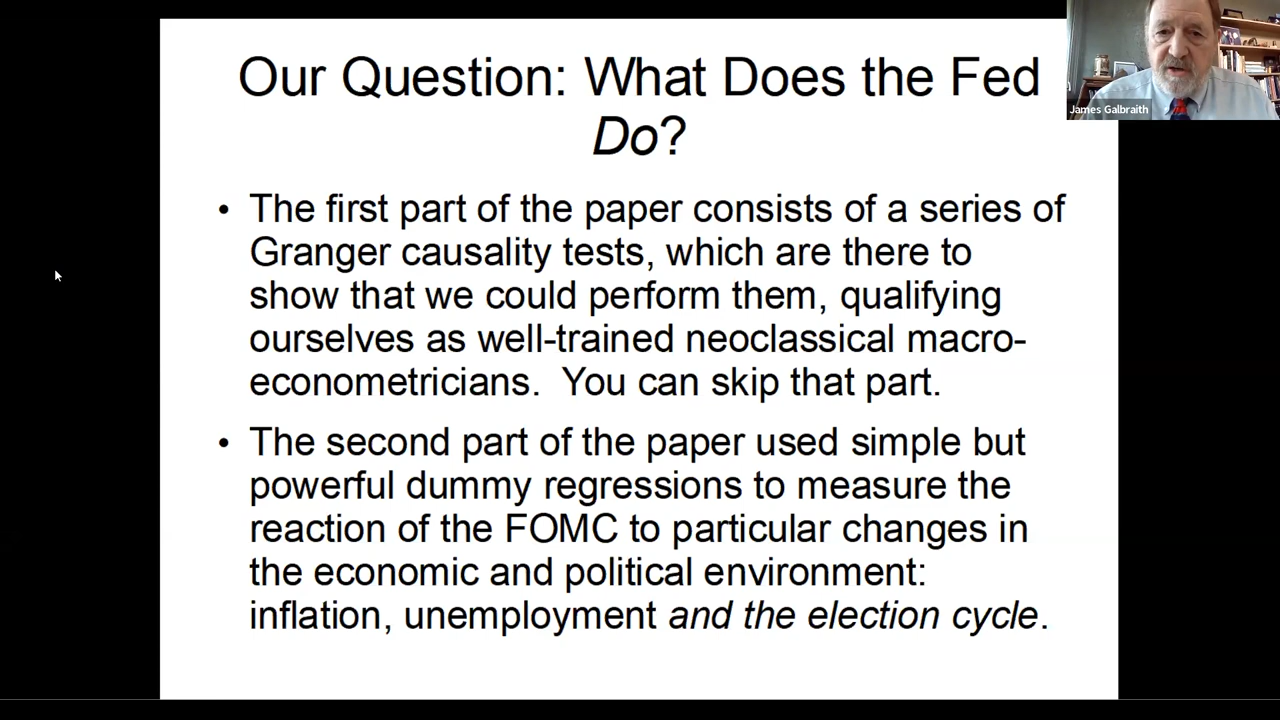 Our Question: What Does the Fed
Do?
James Galbraith
• The first part of the paper consists of a series of
Granger causality tests, which are there to
show that we could perform them, qualifying
ourselves as well-trained neoclassical macro-
econometricians.  You can skip that part.
• The second part of the paper used simple but
powerful dummy regressions to measure the
reaction of the FOMC to particular changes in
the economic and political environment:
inflation, unemployment and the election cycle.